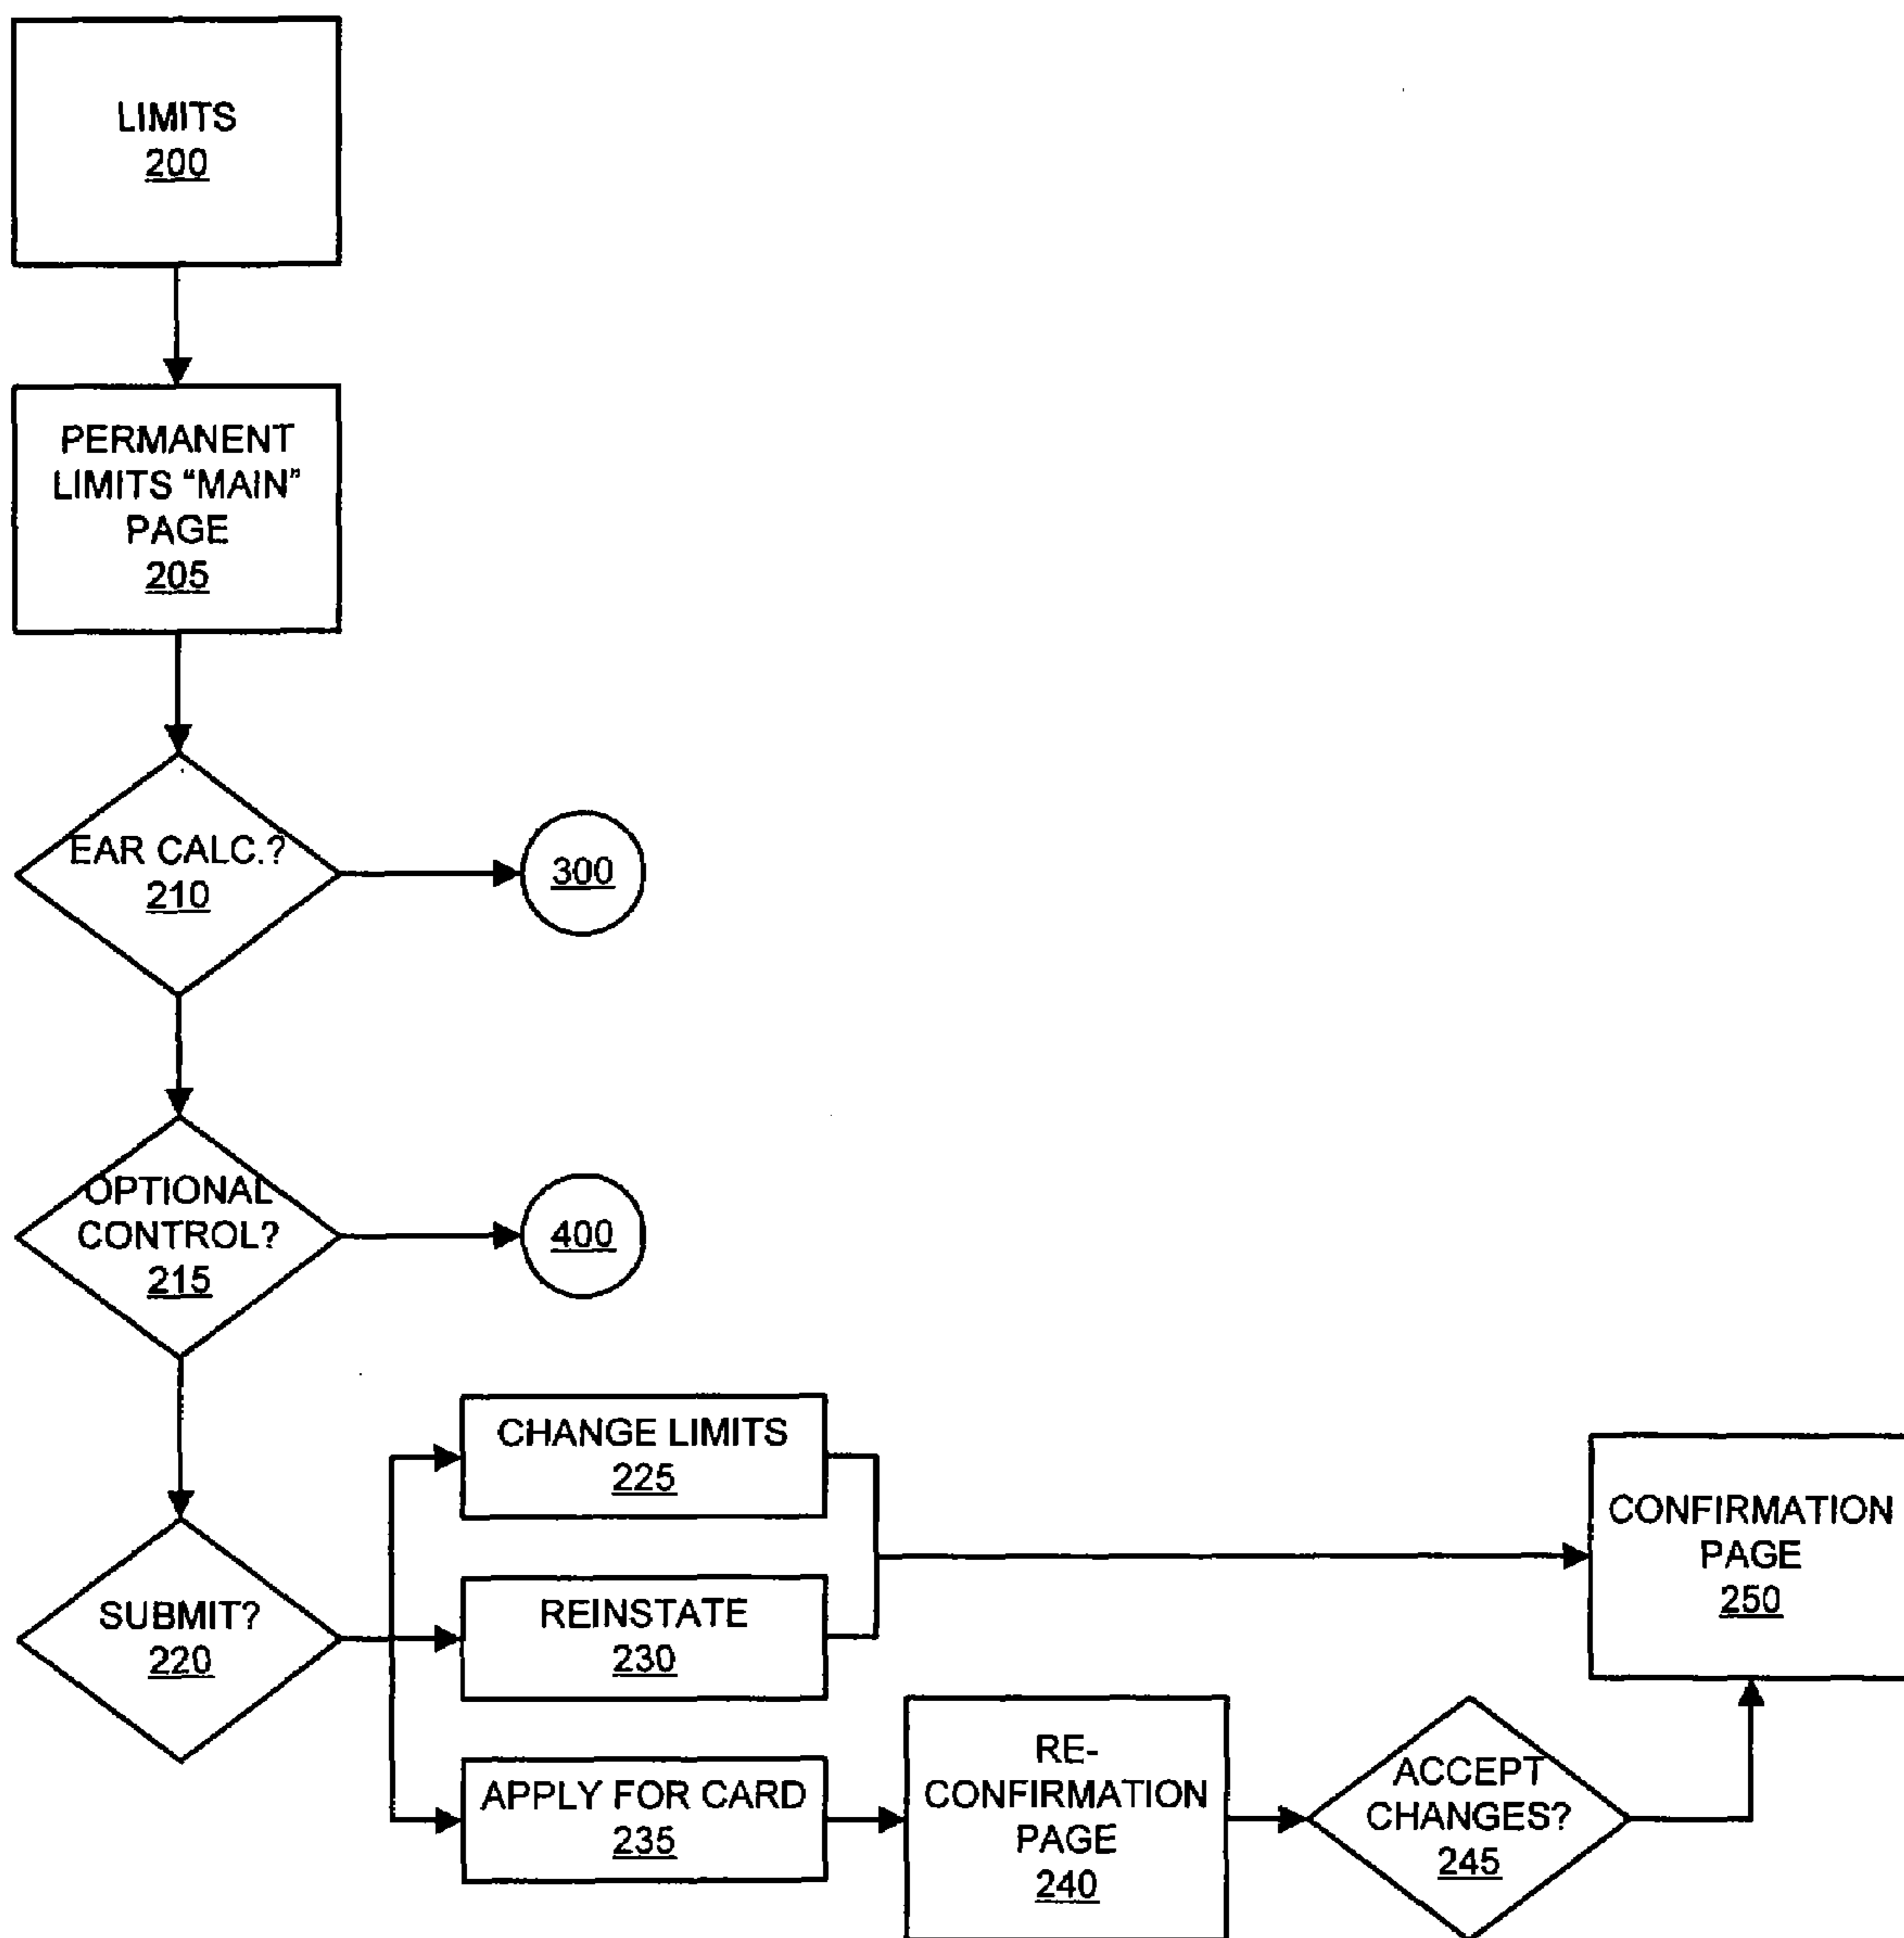 LIMITS
200
PERMANENT
LIMITS “MAIN”
PAGE
205
EAR CALC.?
210
300
OPTIONAL
CONTROL?
215
400
SUBMIT?
220
CHANGE LIMITS
225
REINSTATE
230
APPLY FOR CARD
235
RE-
CONFIRMATION
PAGE
240
ACCEPT
CHANGES?
245
CONFIRMATION
PAGE
250